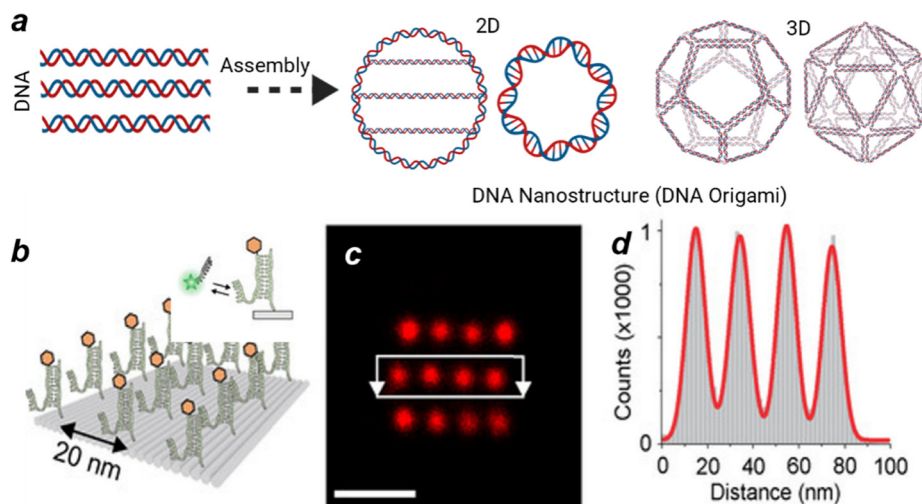 a
DNA
Assembly
2D
3D
DNA Nanostructure (DNA Origami)
b
20 nm
c
d
Counts (x1000)
1
0
0 20 40 60 80 100
Distance (nm)